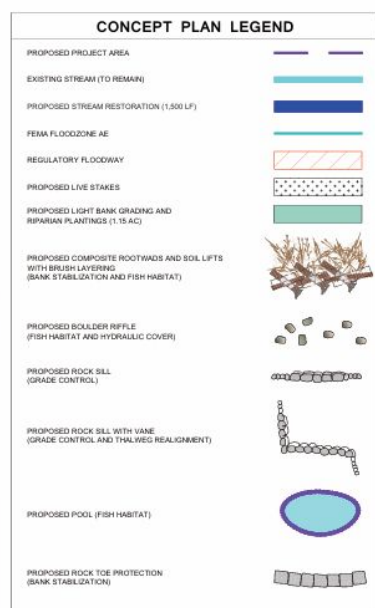 CONCEPT PLAN LEGEND
PROPOSED PROJECT AREA
EXISTING STREAM (TO REMAIN)
PROPOSED STREAM RESTORATION (1,500 LF)
FEMA FLOODZONE AE
REGULATORY FLOODWAY
PROPOSED LIVE STAKES
PROPOSED LIGHT BANK GRADING AND
RIPARIAN PLANTINGS (1.15 AC)
PROPOSED COMPOSITE ROOTWADS AND SOIL LIFTS
WITH BRUSH LAYERING
(BANK STABILIZATION AND FISH HABITAT)
PROPOSED BOULDER RIFFLE
(FISH HABITAT AND HYDRAULIC COVER)
PROPOSED ROCK SILL
(GRADE CONTROL)
PROPOSED ROCK SILL WITH VANE
(GRADE CONTROL AND THALWEG REALIGNMENT)
PROPOSED POOL (FISH HABITAT)
PROPOSED ROCK TOE PROTECTION
(BANK STABILIZATION)